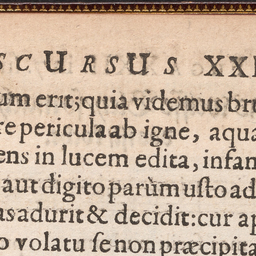 SCURSUS XXI
um erit; quia videmus bru
re pericula ab igne, aqua
ens in lucem edita, infan
aut digito parùm usto ad
sadurit & decidit: cur ap
o volatu se non præcipita